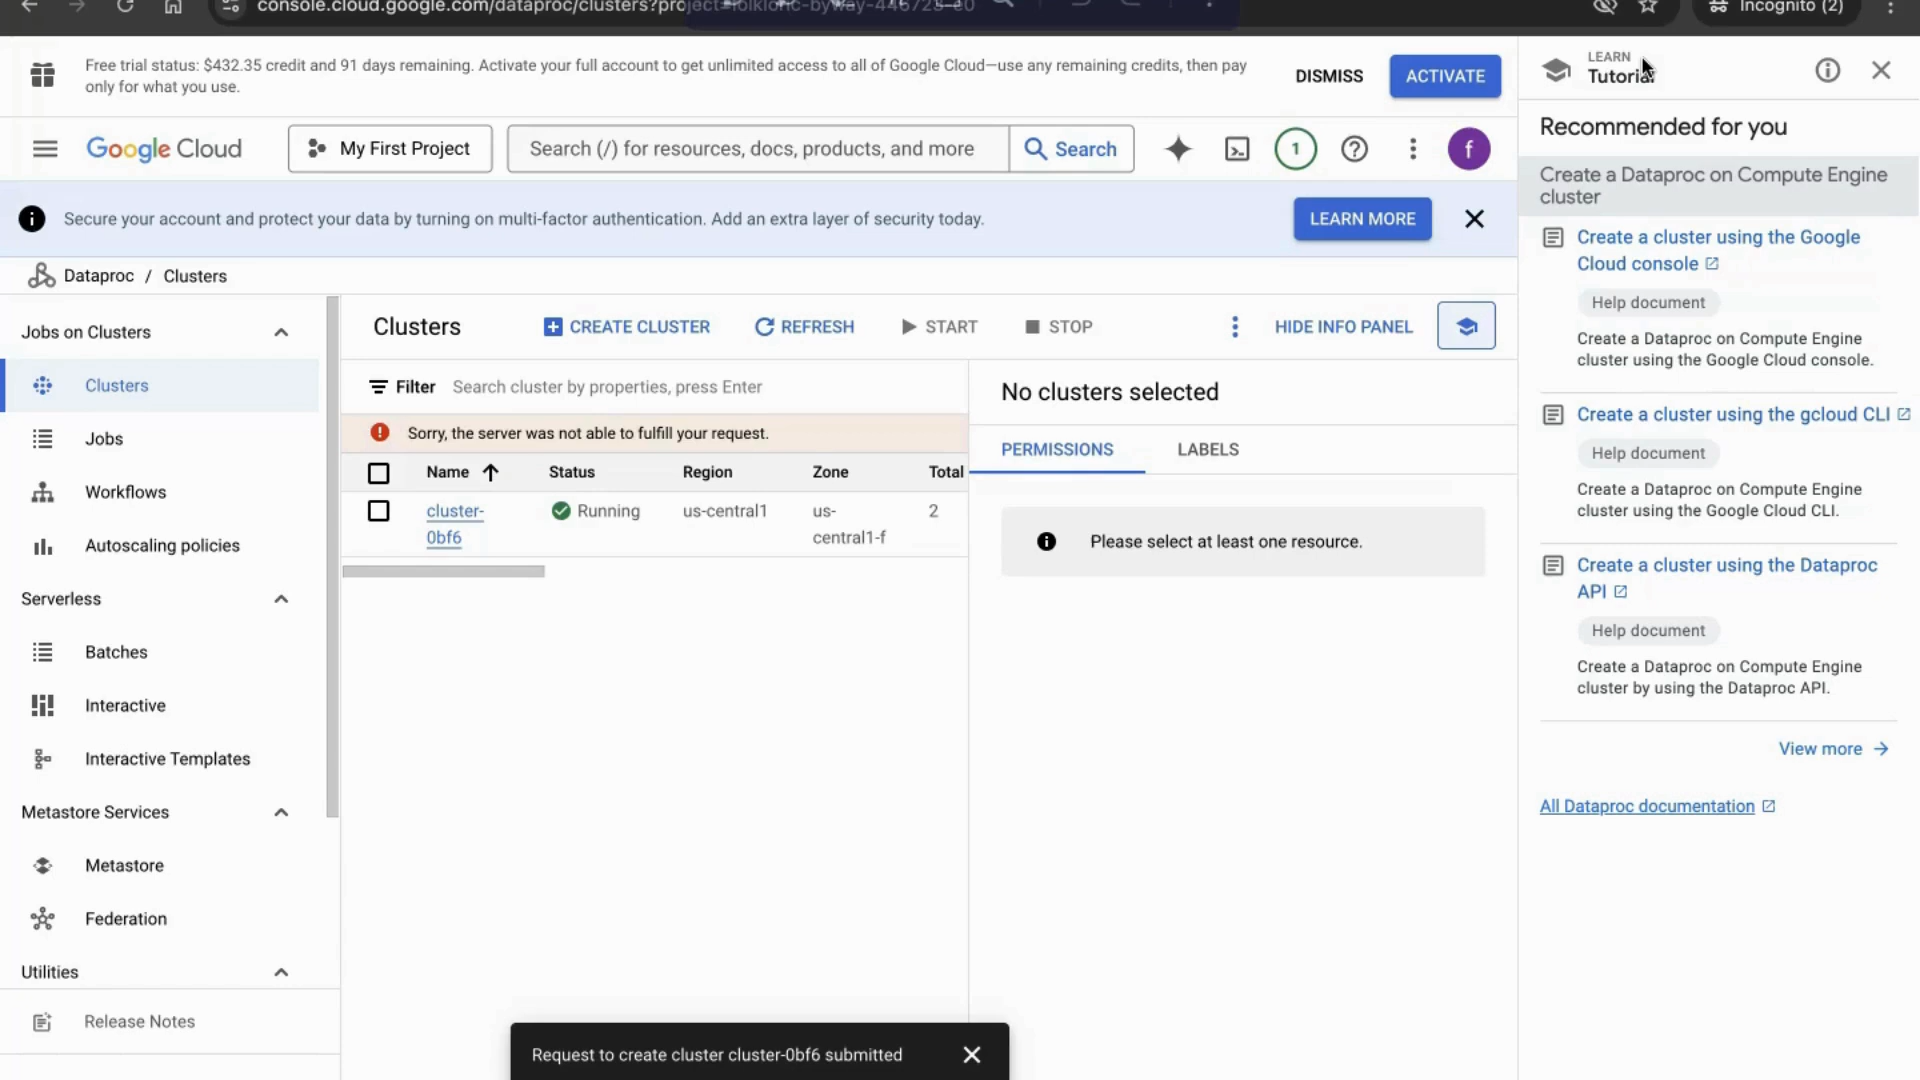 console.cloud.google.com/dataproc/clusters?project=folkloric-byway-446723-e0
Incognito (2)
Free trial status: $432.35 credit and 91 days remaining. Activate your full account to get unlimited access to all of Google Cloud—use any remaining credits, then pay
only for what you use.
DISMISS
ACTIVATE
Google Cloud
My First Project
Search (/) for resources, docs, products, and more
Search
1
f
Secure your account and protect your data by turning on multi-factor authentication. Add an extra layer of security today.
LEARN MORE
Dataproc / Clusters
Jobs on Clusters
Clusters
Jobs
Workflows
Autoscaling policies
Serverless
Batches
Interactive
Interactive Templates
Metastore Services
Metastore
Federation
Utilities
Release Notes
Clusters
CREATE CLUSTER
REFRESH
START
STOP
HIDE INFO PANEL
Filter
Search cluster by properties, press Enter
Sorry, the server was not able to fulfill your request.
Name
Status
Region
Zone
Total
cluster-
0bf6
Running
us-central1
us-
central1-f
2
No clusters selected
PERMISSIONS
LABELS
Please select at least one resource.
Request to create cluster cluster-0bf6 submitted
LEARN
Tutorial
Recommended for you
Create a Dataproc on Compute Engine
cluster
Create a cluster using the Google
Cloud console
Help document
Create a Dataproc on Compute Engine
cluster using the Google Cloud console.
Create a cluster using the gcloud CLI
Help document
Create a Dataproc on Compute Engine
cluster using the Google Cloud CLI.
Create a cluster using the Dataproc
API
Help document
Create a Dataproc on Compute Engine
cluster by using the Dataproc API.
View more
All Dataproc documentation